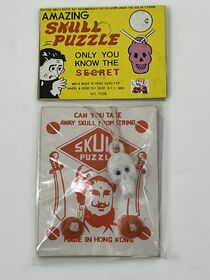 AMAZING
SKULL
PUZZLE
ONLY YOU
KNOW THE
SECRET
MADE IN HONG KONG
CAN YOU TAKE
AWAY SKULL FROM STRING
SKULL
PUZZLE
MADE IN HONG KONG